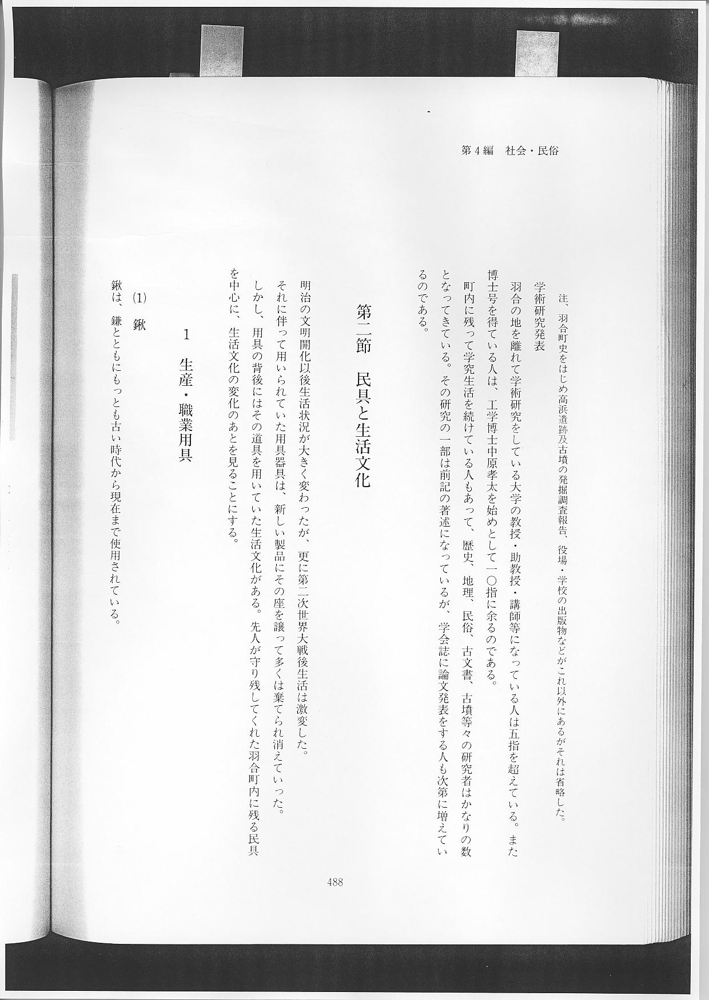 第4編　社会・民俗
注、羽合町史をはじめ高浜遺跡及古墳の発掘調査報告、役場・学校の出版物などがこれ以外にあるがそれは省略した。
学術研究発表
羽合の地を離れて学術研究をしている大学の教授・助教授・講師等になっている人は五指を超えている。また
博士号を得ている人は、工学博士中原孝太を始めとして一〇指に余るのである。
町内に残って学究生活を続けている人もあって、歴史、地理、民俗、古文書、古墳等々の研究者はかなりの数
となってきている。その研究の一部は前記の著述になっているが、学会誌に論文発表をする人も次第に増えてい
るのである。
第二節　民具と生活文化
明治の文明開化以後生活状況が大きく変わったが、更に第二次世界大戦後生活は激変した。
それに伴って用いられていた用具器具は、新しい製品にその座を譲って多くは棄てられ消えていった。
しかし、用具の背後にはその道具を用いていた生活文化がある。先人が守り残してくれた羽合町内に残る民具
を中心に、生活文化の変化のあとを見ることにする。
1　生産・職業用具
(1)　鍬
鍬は、鎌とともにもっとも古い時代から現在まで使用されている。
488